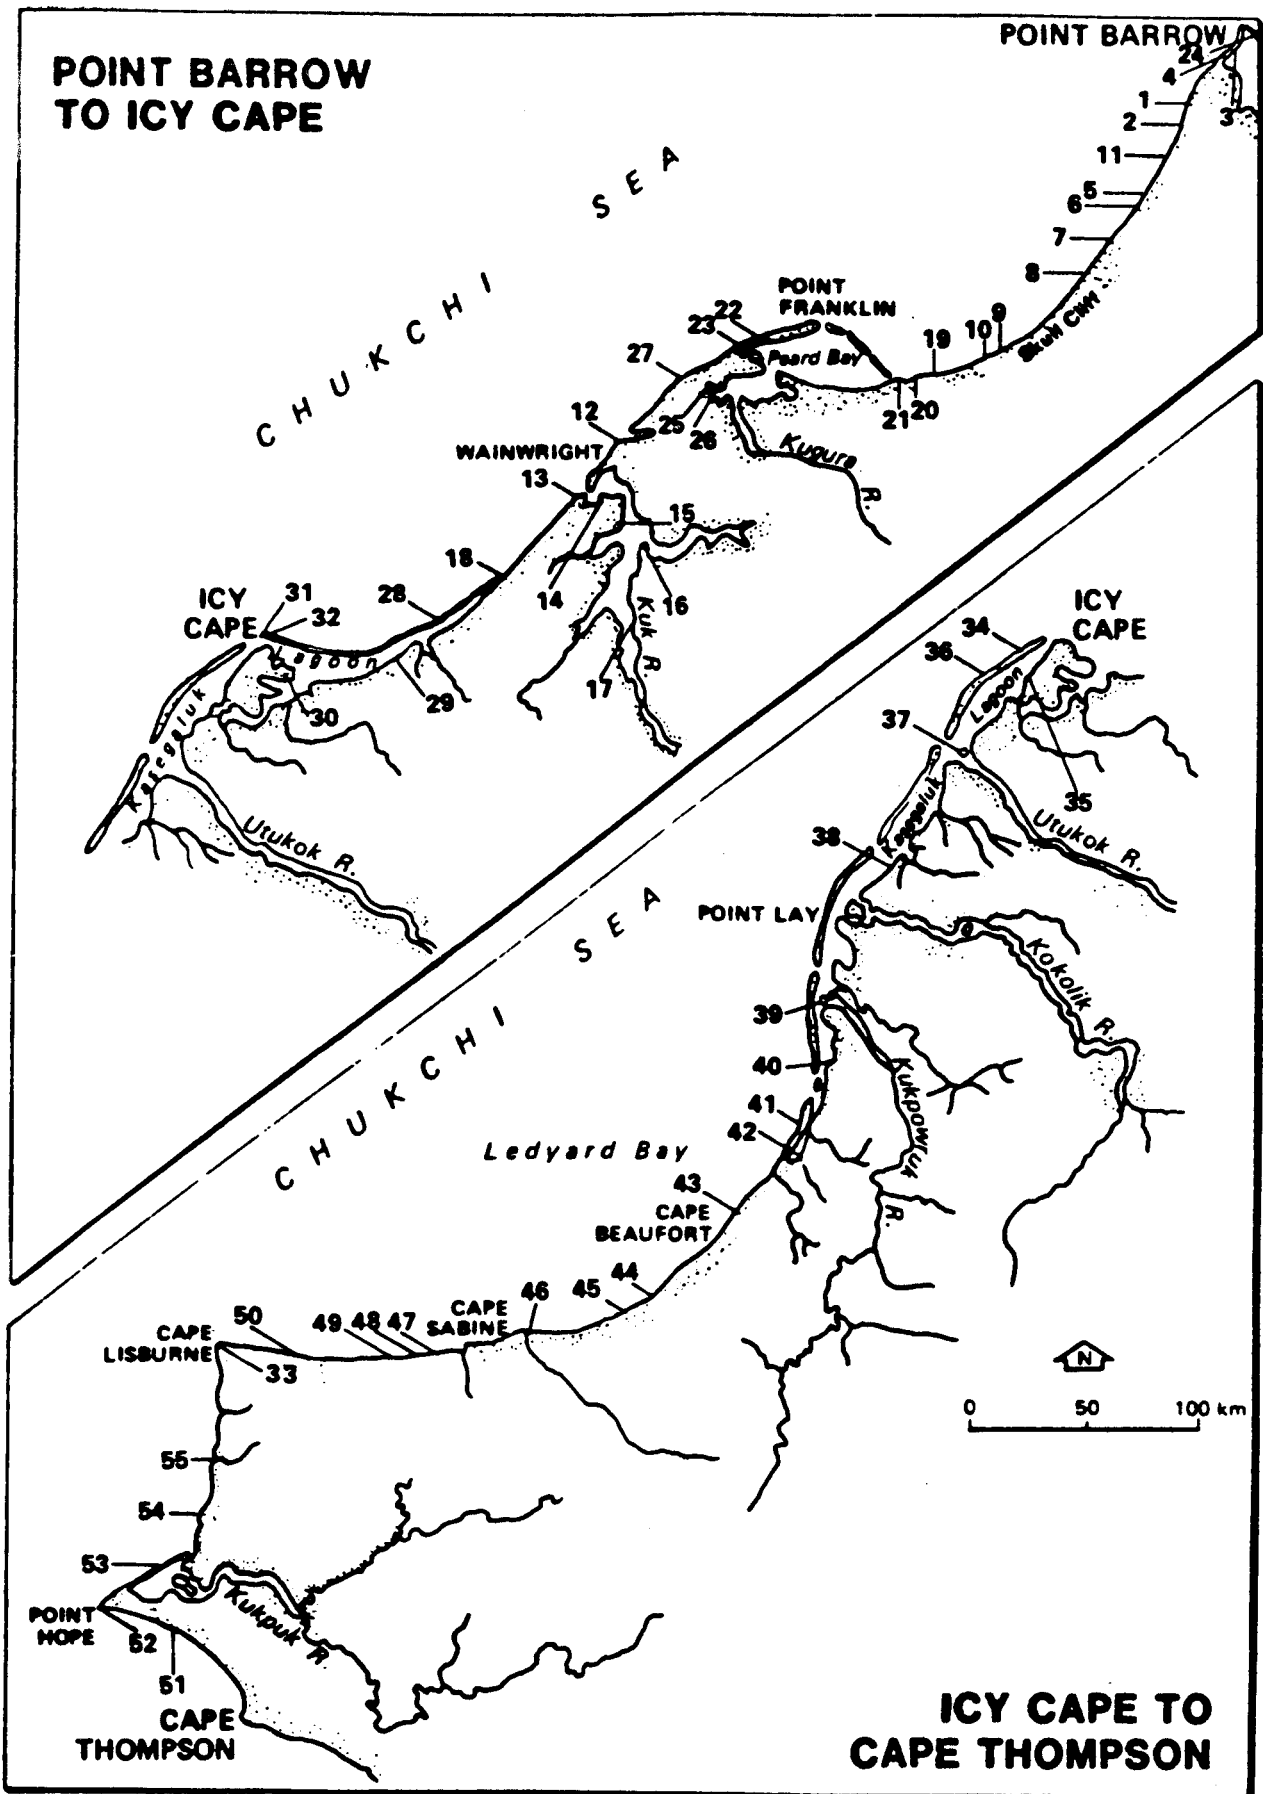 POINT BARROW
TO ICY CAPE
POINT BARROW
24
4
1
2
3
11
5
6
7
8
Skull Cliff
9
10
19
20
21
POINT
FRANKLIN
22
23
Peard Bay
27
25
26
Kugura
R.
12
WAINWRIGHT
13
14
15
16
Kuk R
17
18
28
29
30
31
32
ICY
CAPE
Lagoon
Kasegaluk
Utukok R.
CHUKCHI SEA
ICY
CAPE
34
36
Lagoon
37
35
Kasegaluk
Utukok R.
38
POINT LAY
Kokolik R.
39
40
Kukpowruk
R.
41
42
CHUKCHI SEA
Ledyard Bay
43
CAPE
BEAUFORT
44
45
46
CAPE
SABINE
47
48
49
50
CAPE
LISBURNE
33
N
0 50 100 km
55
54
53
POINT
HOPE
52
51
Kukpuk R
CAPE
THOMPSON
ICY CAPE TO
CAPE THOMPSON